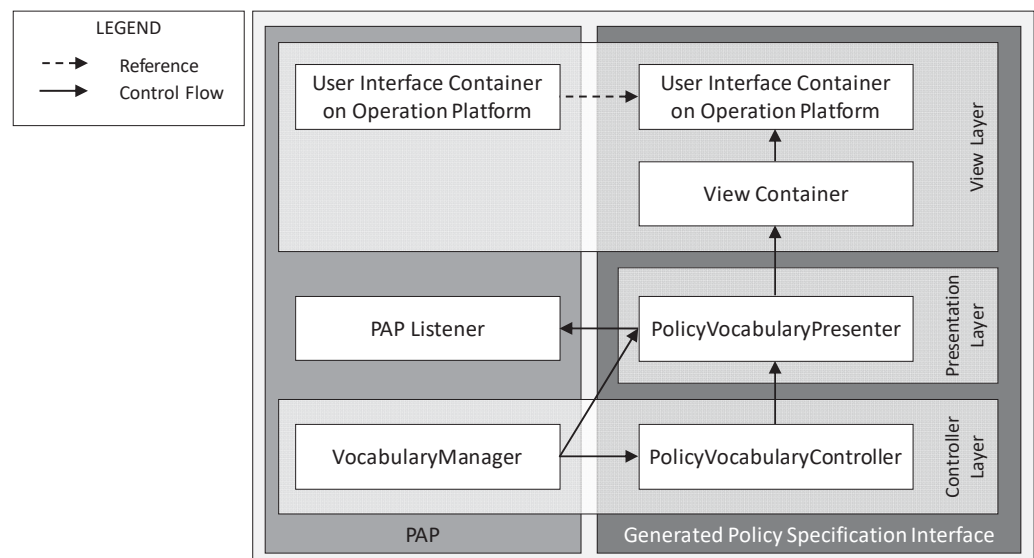 LEGEND
Reference
Control Flow
User Interface Container
on Operation Platform
User Interface Container
on Operation Platform
View Container
View Layer
PAP Listener
PolicyVocabularyPresenter
Presentation
Layer
VocabularyManager
PolicyVocabularyController
Controller
Layer
PAP
Generated Policy Specification Interface